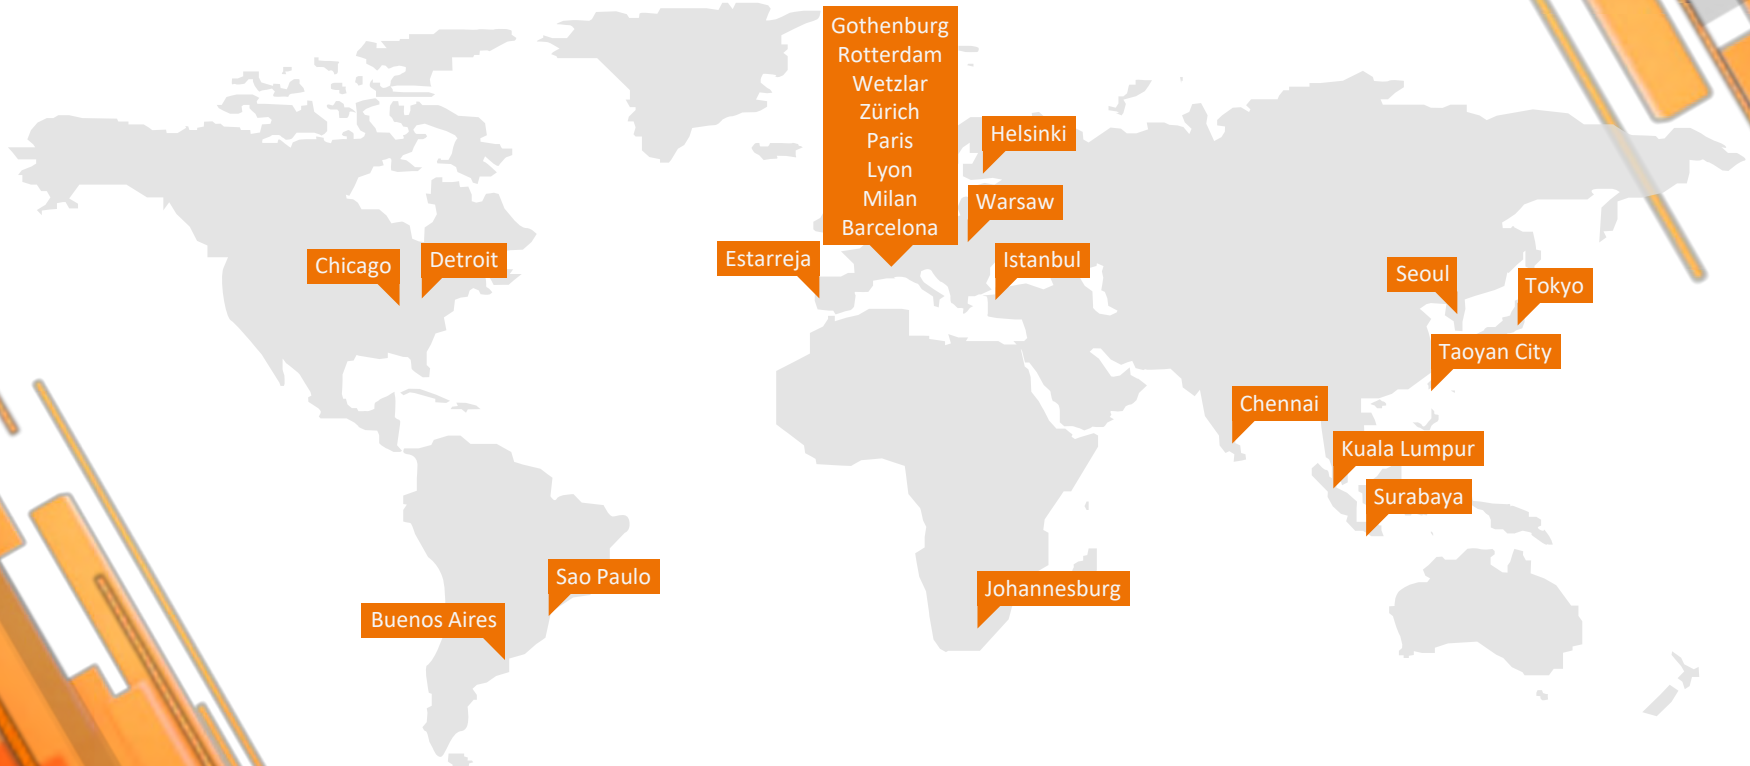 Gothenburg
Rotterdam
Wetzlar
Zürich
Paris
Lyon
Milan
Barcelona
Helsinki
Warsaw
Chicago
Detroit
Estarreja
Istanbul
Seoul
Tokyo
Taoyan City
Chennai
Kuala Lumpur
Surabaya
Sao Paulo
Johannesburg
Buenos Aires